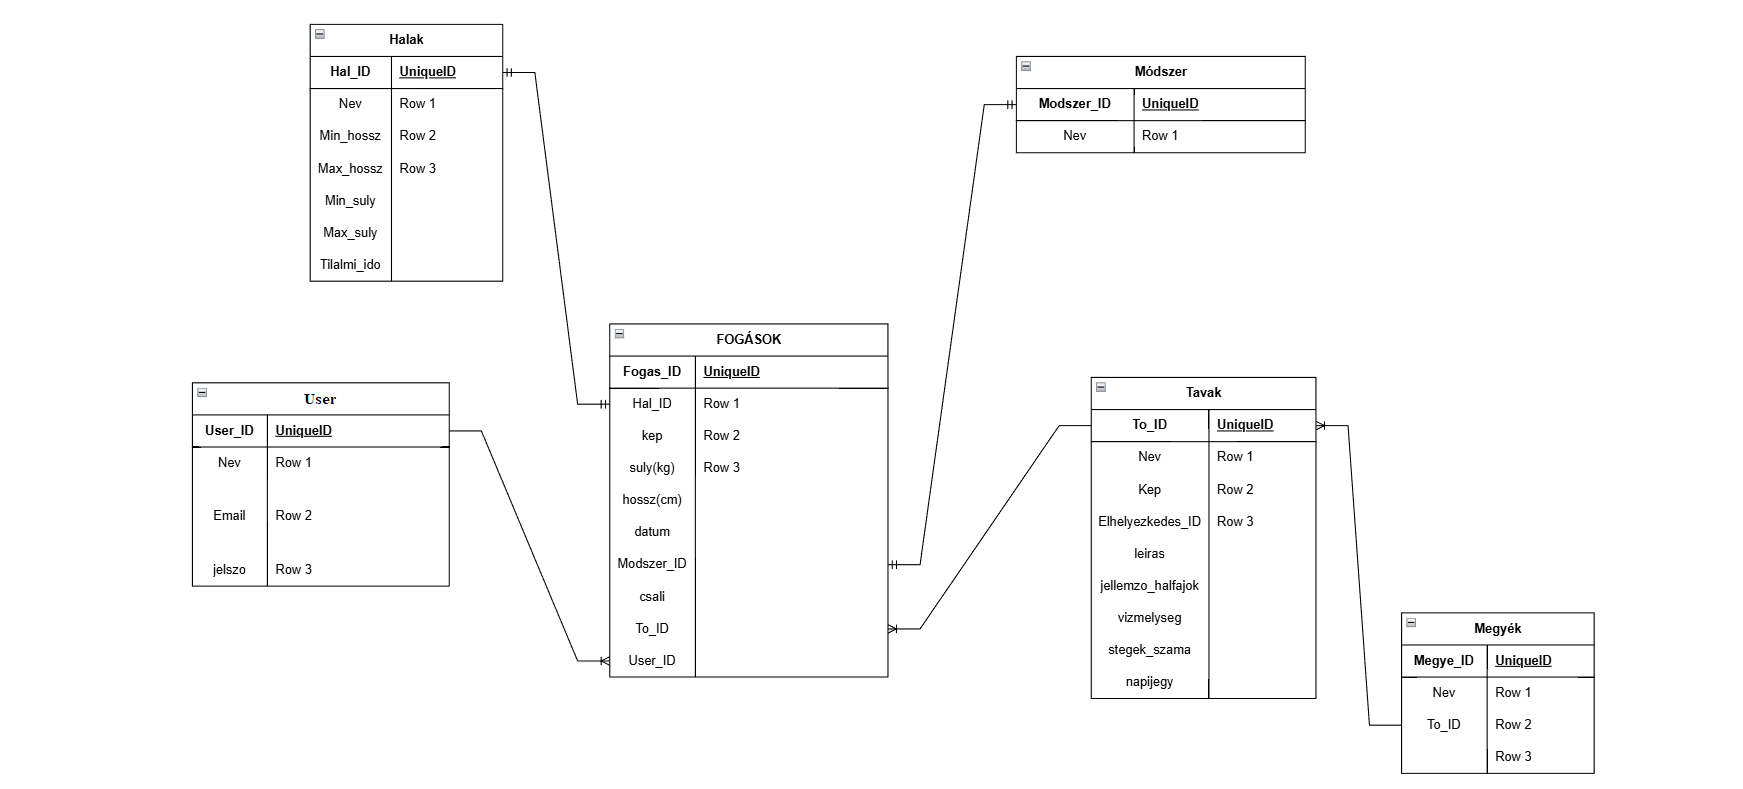 Halak
Hal_ID UniqueID
Nev Row 1
Min_hossz Row 2
Max_hossz Row 3
Min_suly
Max_suly
Tilalmi_ido
Módszer
Modszer_ID UniqueID
Nev Row 1
User
User_ID UniqueID
Nev Row 1
Email Row 2
jelszo Row 3
FOGÁSOK
Fogas_ID UniqueID
Hal_ID Row 1
kep Row 2
suly(kg) Row 3
hossz(cm)
datum
Modszer_ID
csali
To_ID
User_ID
Tavak
To_ID UniqueID
Nev Row 1
Kep Row 2
Elhelyezkedes_ID Row 3
leiras
jellemzo_halfajok
vizmelyseg
stegek_szama
napijegy
Megyék
Megye_ID UniqueID
Nev Row 1
To_ID Row 2
Row 3